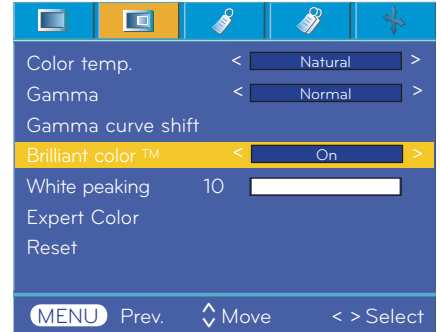 Color temp. < Natural >
Gamma < Normal >
Gamma curve shift
Brilliant color TM < On >
White peaking 10
Expert Color
Reset
MENU Prev. Move < > Select